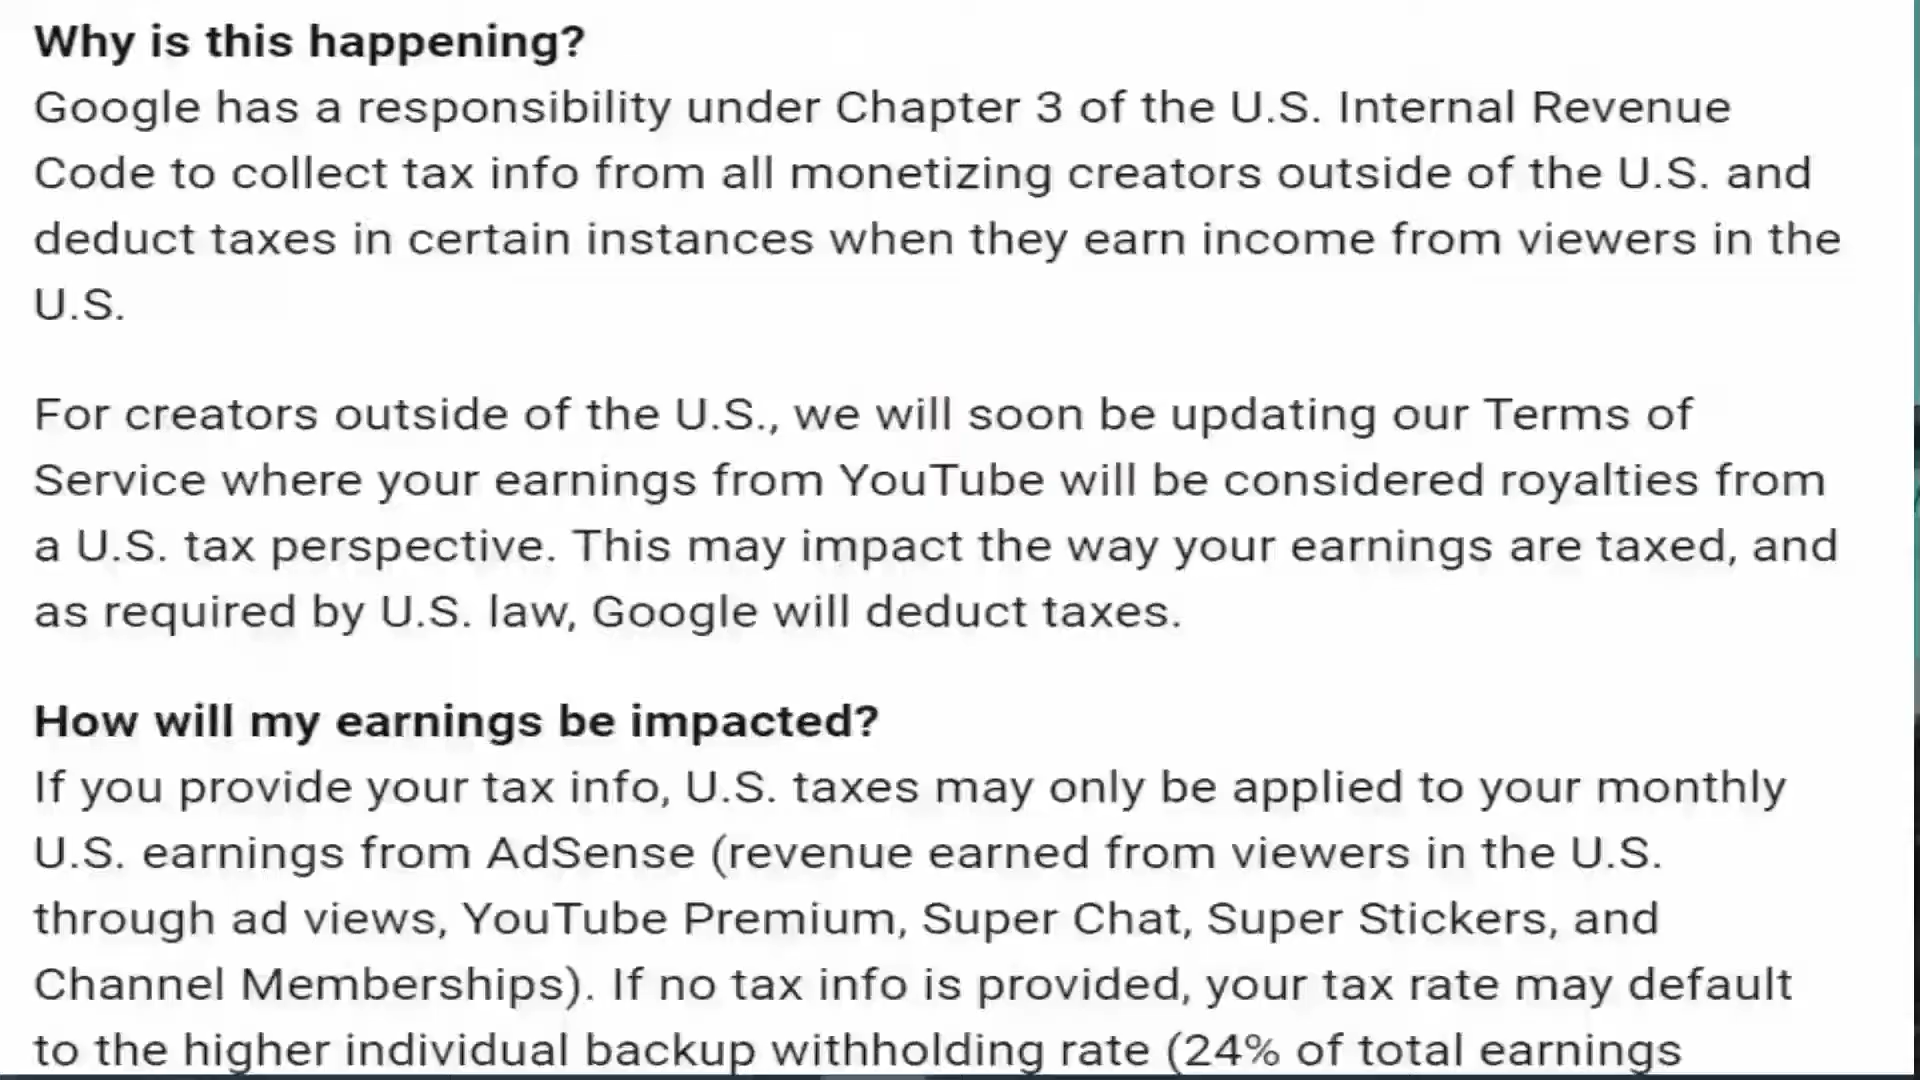 Why is this happening?
Google has a responsibility under Chapter 3 of the U.S. Internal Revenue
Code to collect tax info from all monetizing creators outside of the U.S. and
deduct taxes in certain instances when they earn income from viewers in the
U.S.
For creators outside of the U.S., we will soon be updating our Terms of
Service where your earnings from YouTube will be considered royalties from
a U.S. tax perspective. This may impact the way your earnings are taxed, and
as required by U.S. law, Google will deduct taxes.
How will my earnings be impacted?
If you provide your tax info, U.S. taxes may only be applied to your monthly
U.S. earnings from AdSense (revenue earned from viewers in the U.S.
through ad views, YouTube Premium, Super Chat, Super Stickers, and
Channel Memberships). If no tax info is provided, your tax rate may default
to the higher individual backup withholding rate (24% of total earnings